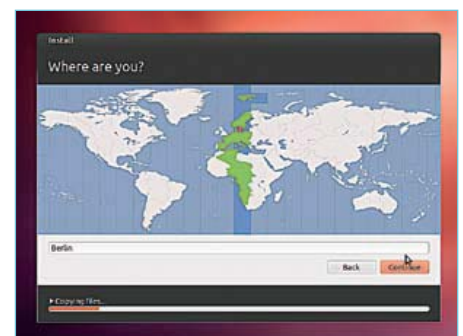 Install
Where are you?
Berlin
Back
Continue
Copying files...